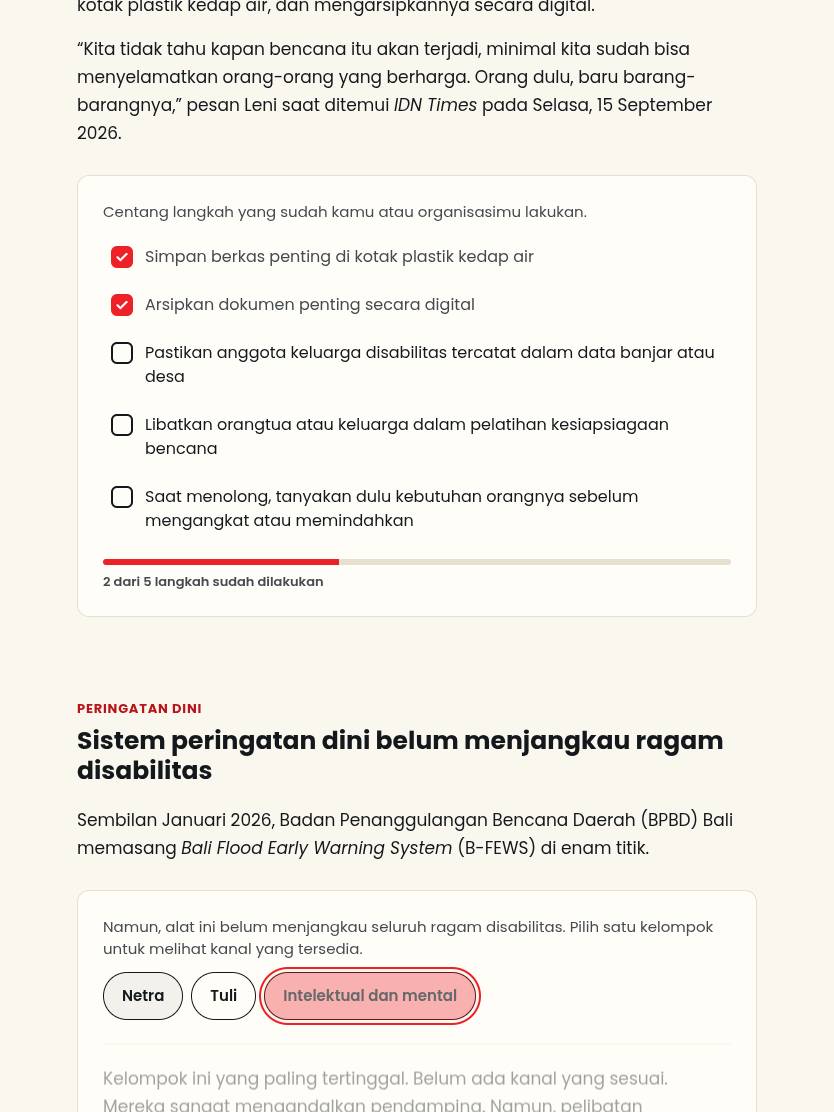 kotak plastik kedap air, dan mengarsipkannya secara digital.
“Kita tidak tahu kapan bencana itu akan terjadi, minimal kita sudah bisa
menyelamatkan orang-orang yang berharga. Orang dulu, baru barang-
barangnya,” pesan Leni saat ditemui IDN Times pada Selasa, 15 September
2026.
Centang langkah yang sudah kamu atau organisasimu lakukan.
Simpan berkas penting di kotak plastik kedap air
Arsipkan dokumen penting secara digital
Pastikan anggota keluarga disabilitas tercatat dalam data banjar atau
desa
Libatkan orangtua atau keluarga dalam pelatihan kesiapsiagaan
bencana
Saat menolong, tanyakan dulu kebutuhan orangnya sebelum
mengangkat atau memindahkan
2 dari 5 langkah sudah dilakukan
PERINGATAN DINI
Sistem peringatan dini belum menjangkau ragam
disabilitas
Sembilan Januari 2026, Badan Penanggulangan Bencana Daerah (BPBD) Bali
memasang Bali Flood Early Warning System (B-FEWS) di enam titik.
Namun, alat ini belum menjangkau seluruh ragam disabilitas. Pilih satu kelompok
untuk melihat kanal yang tersedia.
Netra Tuli Intelektual dan mental
Kelompok ini yang paling tertinggal. Belum ada kanal yang sesuai.
Mereka sangat mengandalkan pendamping. Namun, pelibatan